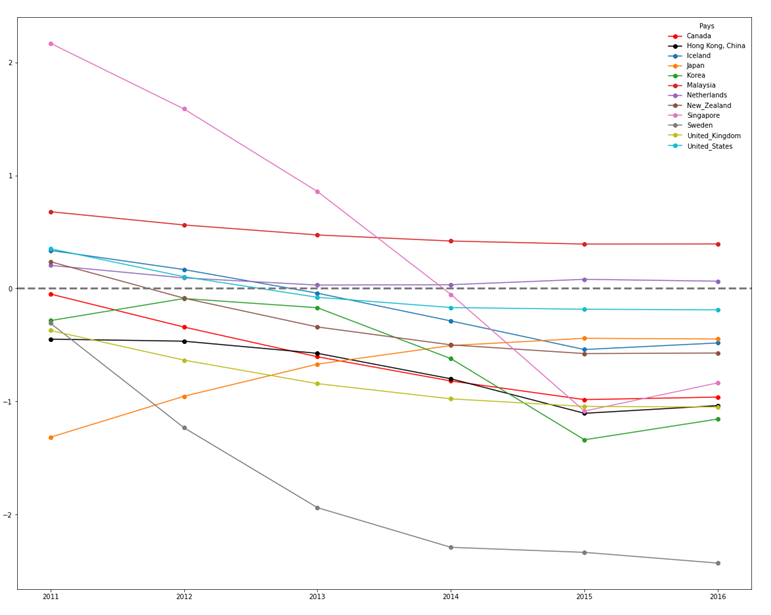 Pays
Canada
Hong Kong, China
Iceland
Japan
Korea
Malaysia
Netherlands
New_Zealand
Singapore
Sweden
United_Kingdom
United_States
2
1
0
−1
−2
2011 2012 2013 2014 2015 2016